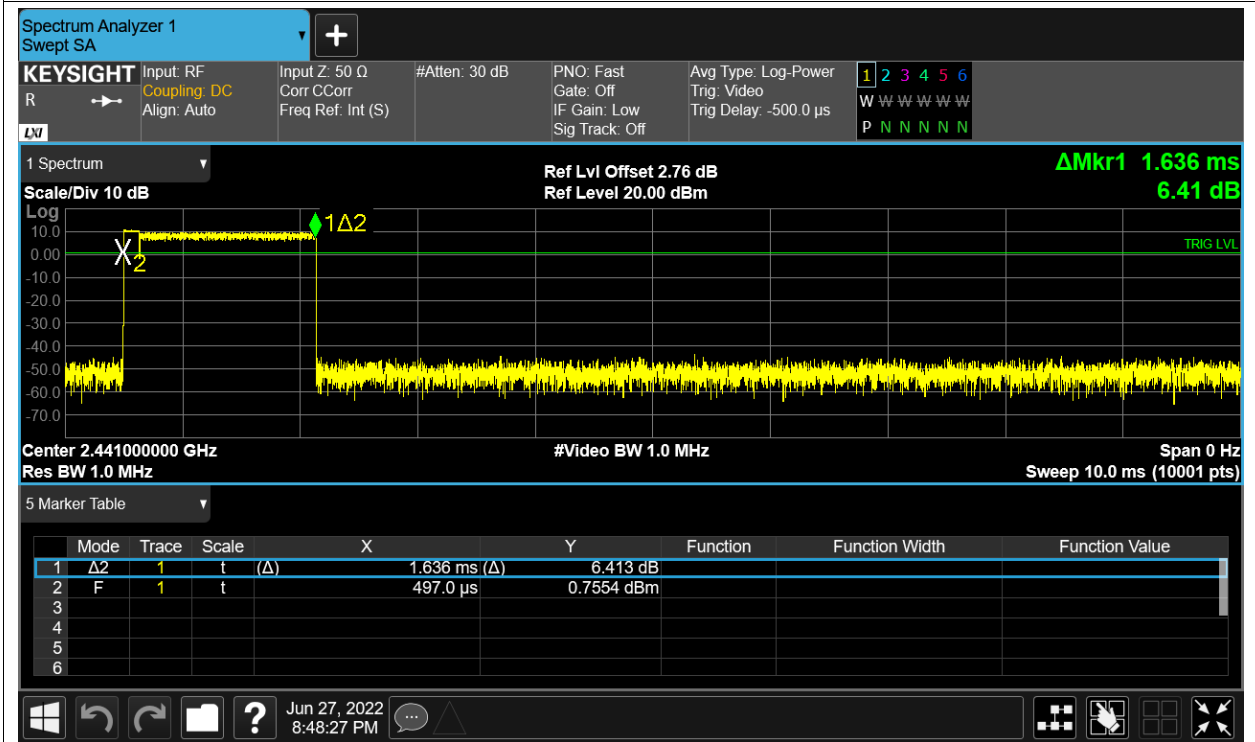 Spectrum Analyzer 1
Swept SA
+
KEYSIGHT Input: RF Input Z: 50 Ω #Atten: 30 dB PNO: Fast Avg Type: Log-Power 1 2 3 4 5 6
R Coupling: DC Corr CCorr Gate: Off Trig: Video W W W W W W
Align: Auto Freq Ref: Int (S) IF Gain: Low Trig Delay: -500.0 µs
LXI Sig Track: Off P N N N N N
1 Spectrum Ref Lvl Offset 2.76 dB ΔMkr1 1.636 ms
Scale/Div 10 dB Ref Level 20.00 dBm 6.41 dB
Log
1Δ2
10.0
TRIG LVL
0.00
X2
-10.0
-20.0
-30.0
-40.0
-50.0
-60.0
-70.0
Center 2.441000000 GHz #Video BW 1.0 MHz Span 0 Hz
Res BW 1.0 MHz Sweep 10.0 ms (10001 pts)
5 Marker Table
Mode Trace Scale X Y Function Function Width Function Value
1 Δ2 1 t (Δ) 1.636 ms (Δ) 6.413 dB
2 F 1 t 497.0 µs 0.7554 dBm
3
4
5
6
? Jun 27, 2022
8:48:27 PM